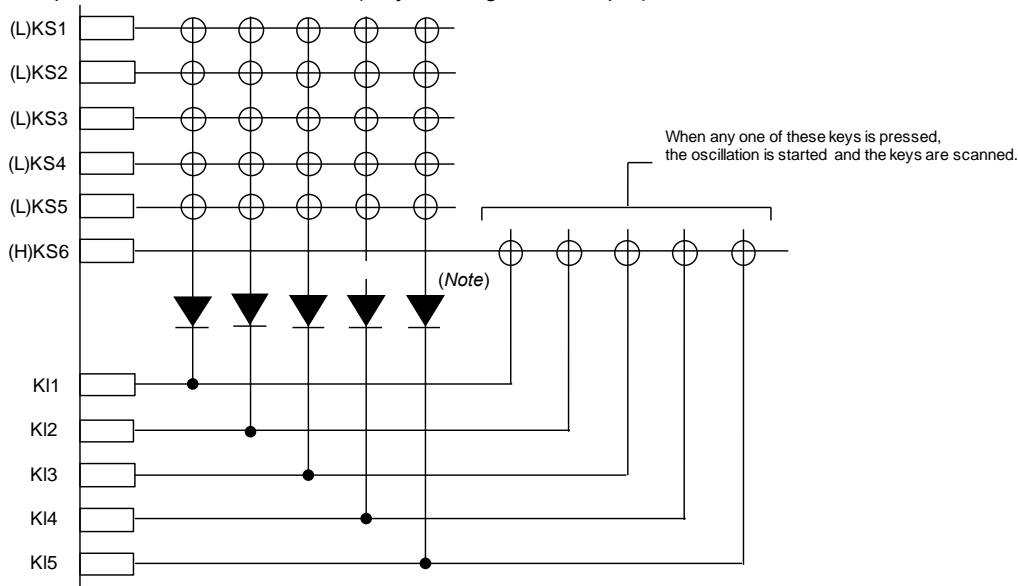 (L)KS1
(L)KS2
(L)KS3
(L)KS4
(L)KS5
(H)KS6
When any one of these keys is pressed,
the oscillation is started and the keys are scanned.
(Note)
KI1
KI2
KI3
KI4
KI5